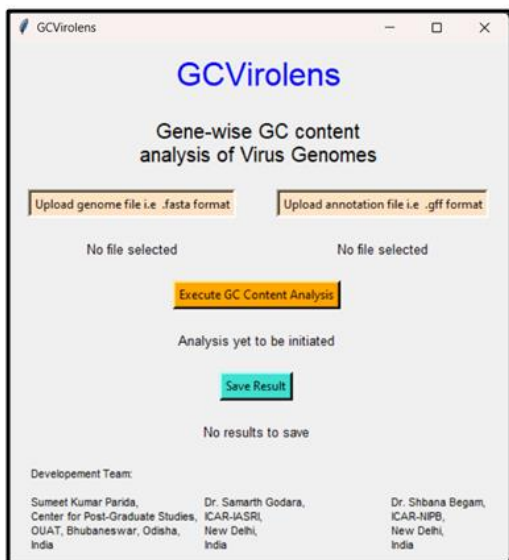 GCVirolens
GCVirolens
Gene-wise GC content
analysis of Virus Genomes
Upload genome file i.e .fasta format
Upload annotation file i.e .gff format
No file selected
No file selected
Execute GC Content Analysis
Analysis yet to be initiated
Save Result
No results to save
Developement Team:
Sumeet Kumar Parida,
Center for Post-Graduate Studies,
OUAT, Bhubaneswar, Odisha,
India
Dr. Samarth Godara,
ICAR-IASRI,
New Delhi,
India
Dr. Shbana Begam,
ICAR-NIPB,
New Delhi,
India